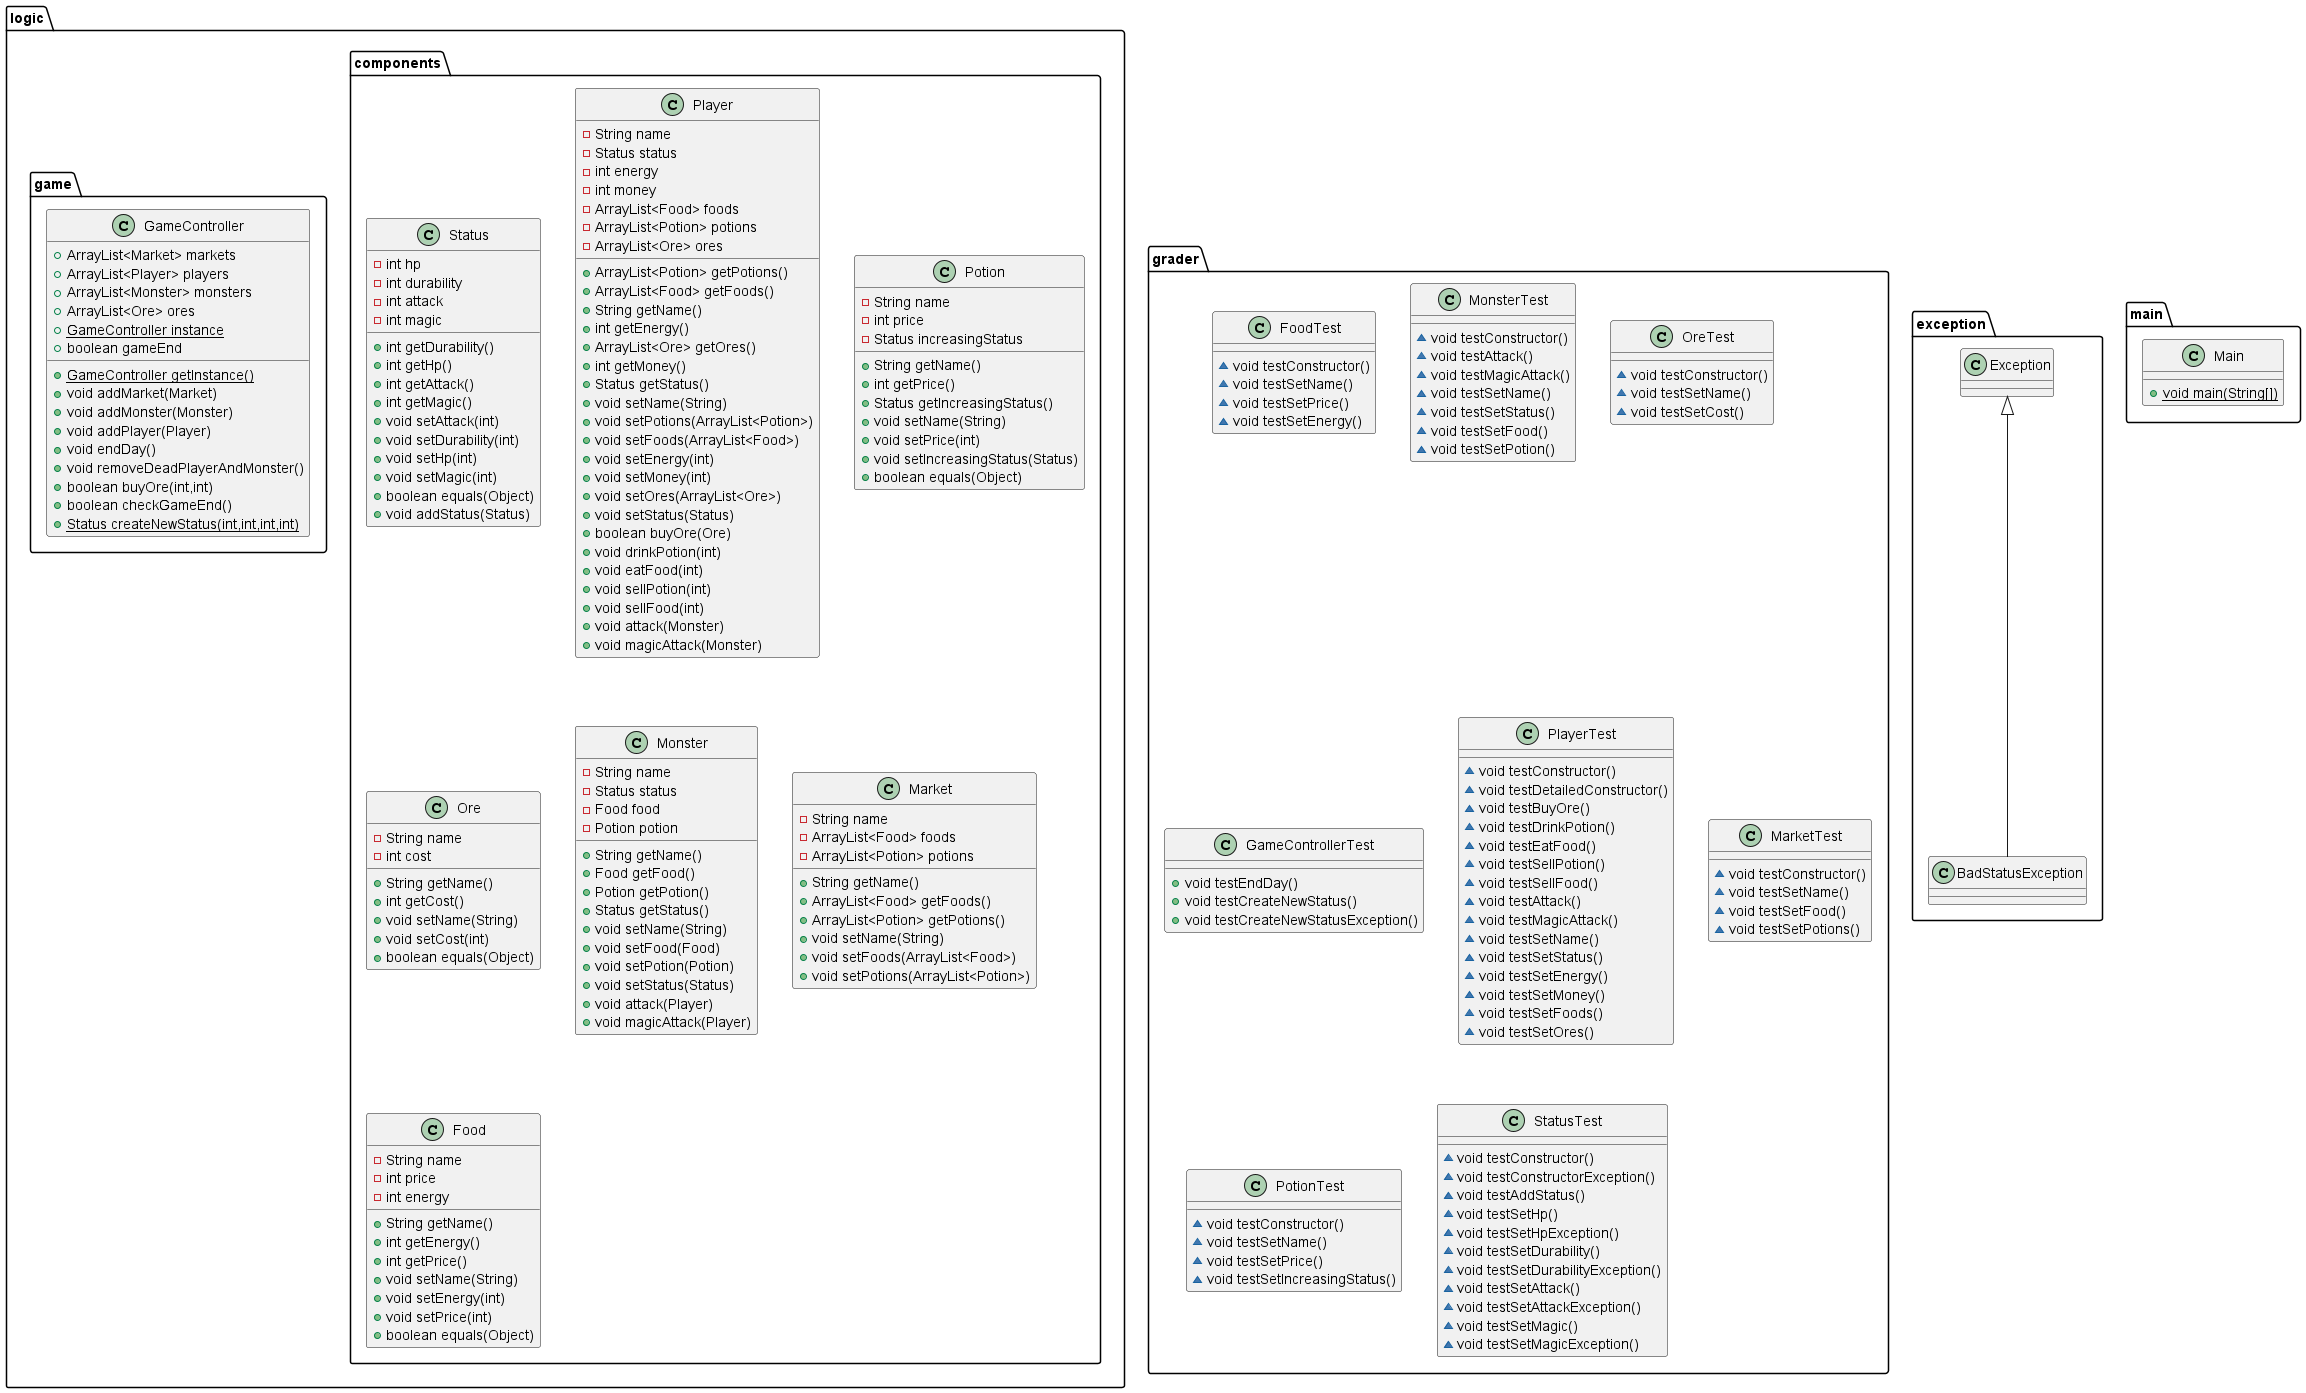 logic
game
C GameController
ArrayList<Market> markets
ArrayList<Player> players
ArrayList<Monster> monsters
ArrayList<Ore> ores
GameController instance
boolean gameEnd
GameController getInstance()
void addMarket(Market)
void addMonster(Monster)
void addPlayer(Player)
void endDay()
void removeDeadPlayerAndMonster()
boolean buyOre(int,int)
boolean checkGameEnd()
Status createNewStatus(int,int,int,int)
components
C Status
int hp
int durability
int attack
int magic
int getDurability()
int getHp()
int getAttack()
int getMagic()
void setAttack(int)
void setDurability(int)
void setHp(int)
void setMagic(int)
boolean equals(Object)
void addStatus(Status)
C Player
String name
Status status
int energy
int money
ArrayList<Food> foods
ArrayList<Potion> potions
ArrayList<Ore> ores
ArrayList<Potion> getPotions()
ArrayList<Food> getFoods()
String getName()
int getEnergy()
ArrayList<Ore> getOres()
int getMoney()
Status getStatus()
void setName(String)
void setPotions(ArrayList<Potion>)
void setFoods(ArrayList<Food>)
void setEnergy(int)
void setMoney(int)
void setOres(ArrayList<Ore>)
void setStatus(Status)
boolean buyOre(Ore)
void drinkPotion(int)
void eatFood(int)
void sellPotion(int)
void sellFood(int)
void attack(Monster)
void magicAttack(Monster)
C Potion
String name
int price
Status increasingStatus
String getName()
int getPrice()
Status getIncreasingStatus()
void setName(String)
void setPrice(int)
void setIncreasingStatus(Status)
boolean equals(Object)
C Ore
String name
int cost
String getName()
int getCost()
void setName(String)
void setCost(int)
boolean equals(Object)
C Monster
String name
Status status
Food food
Potion potion
String getName()
Food getFood()
Potion getPotion()
Status getStatus()
void setName(String)
void setFood(Food)
void setPotion(Potion)
void setStatus(Status)
void attack(Player)
void magicAttack(Player)
C Market
String name
ArrayList<Food> foods
ArrayList<Potion> potions
String getName()
ArrayList<Food> getFoods()
ArrayList<Potion> getPotions()
void setName(String)
void setFoods(ArrayList<Food>)
void setPotions(ArrayList<Potion>)
C Food
String name
int price
int energy
String getName()
int getEnergy()
int getPrice()
void setName(String)
void setEnergy(int)
void setPrice(int)
boolean equals(Object)
grader
C FoodTest
void testConstructor()
void testSetName()
void testSetPrice()
void testSetEnergy()
C MonsterTest
void testConstructor()
void testAttack()
void testMagicAttack()
void testSetName()
void testSetStatus()
void testSetFood()
void testSetPotion()
C OreTest
void testConstructor()
void testSetName()
void testSetCost()
C GameControllerTest
void testEndDay()
void testCreateNewStatus()
void testCreateNewStatusException()
C PlayerTest
void testConstructor()
void testDetailedConstructor()
void testBuyOre()
void testDrinkPotion()
void testEatFood()
void testSellPotion()
void testSellFood()
void testAttack()
void testMagicAttack()
void testSetName()
void testSetStatus()
void testSetEnergy()
void testSetMoney()
void testSetFoods()
void testSetOres()
C MarketTest
void testConstructor()
void testSetName()
void testSetFood()
void testSetPotions()
C PotionTest
void testConstructor()
void testSetName()
void testSetPrice()
void testSetIncreasingStatus()
C StatusTest
void testConstructor()
void testConstructorException()
void testAddStatus()
void testSetHp()
void testSetHpException()
void testSetDurability()
void testSetDurabilityException()
void testSetAttack()
void testSetAttackException()
void testSetMagic()
void testSetMagicException()
exception
C Exception
C BadStatusException
main
C Main
void main(String[])